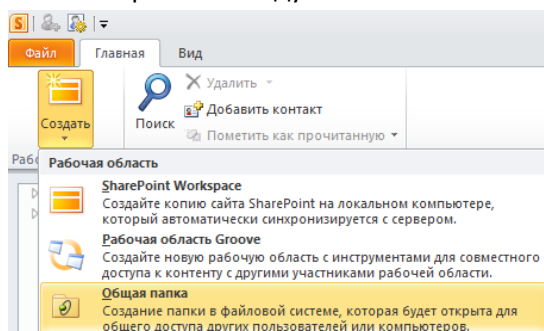 Файл Главная Вид
Удалить
Добавить контакт
Создать Поиск
Пометить как прочитанную
Рабочая область
SharePoint Workspace
Создайте копию сайта SharePoint на локальном компьютере,
который автоматически синхронизируется с сервером.
Рабочая область Groove
Создайте новую рабочую область с инструментами для совместного
доступа к контенту с другими участниками рабочей области.
Общая папка
Создание папки в файловой системе, которая будет открыта для
общего доступа других пользователей или компьютеров.